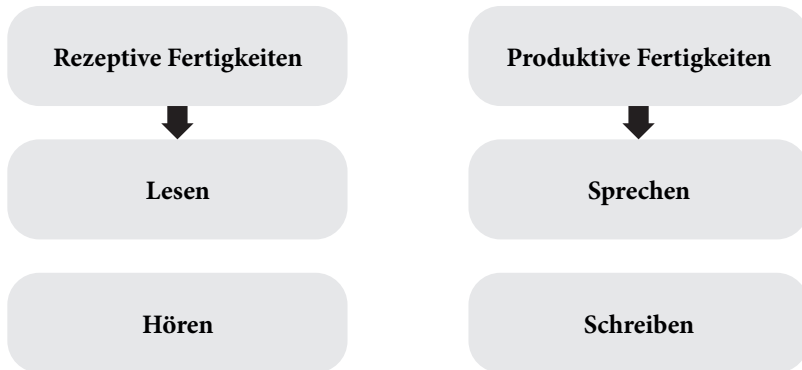 Rezeptive Fertigkeiten
Produktive Fertigkeiten
Lesen
Sprechen
Hören
Schreiben